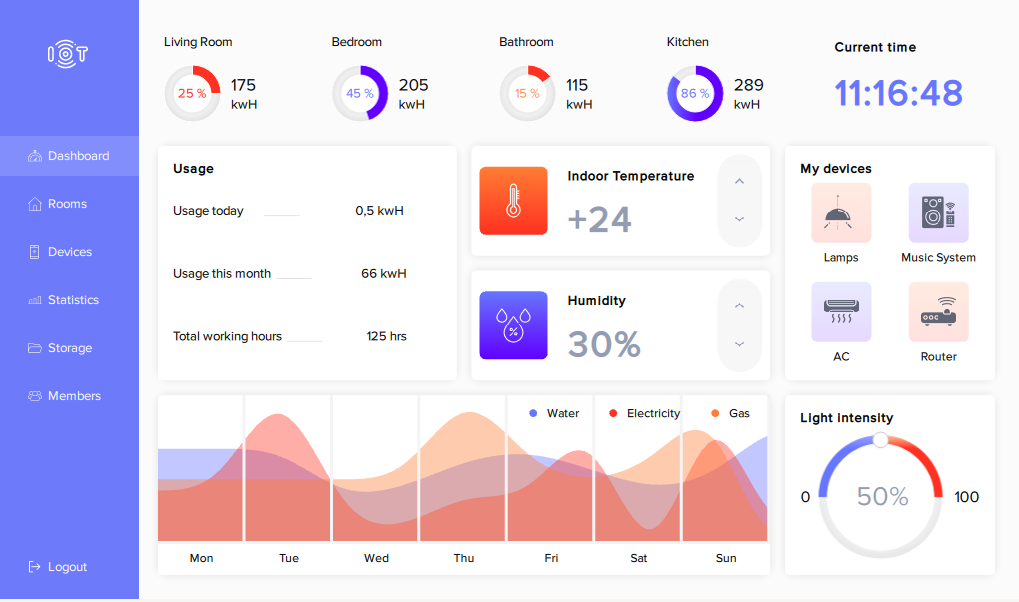 IOT
Dashboard
Rooms
Devices
Statistics
Storage
Members
Logout
Living Room
25 %
175
kwH
Bedroom
45 %
205
kwH
Bathroom
15 %
115
kwH
Kitchen
86 %
289
kwH
Current time
11:16:48
Usage
Usage today 0,5 kwH
Usage this month 66 kwH
Total working hours 125 hrs
Indoor Temperature
+24
Humidity
%
30%
My devices
Lamps
Music System
AC
Router
Water Electricity Gas
Mon Tue Wed Thu Fri Sat Sun
Light intensity
0 50% 100